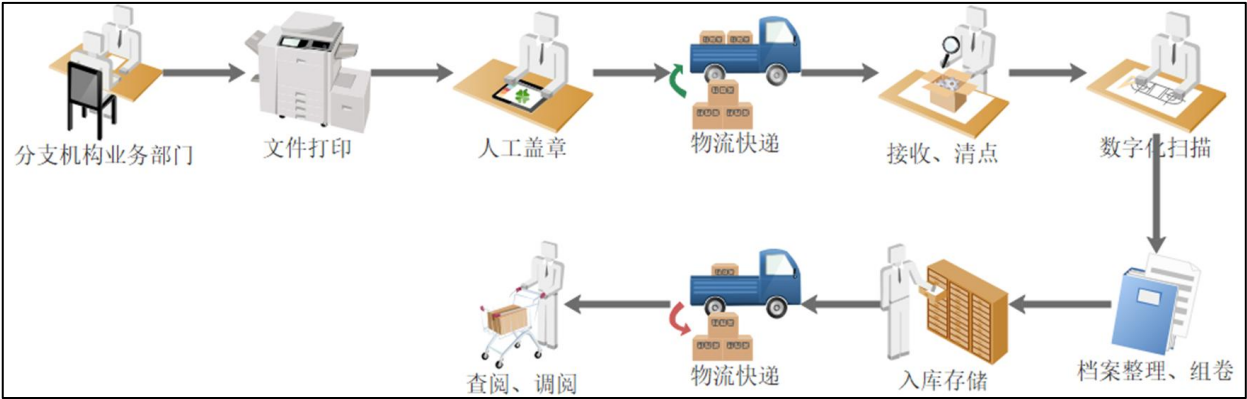 分支机构业务部门
文件打印
人工盖章
物流快递
接收、清点
数字化扫描
档案整理、组卷
入库存储
物流快递
查阅、调阅